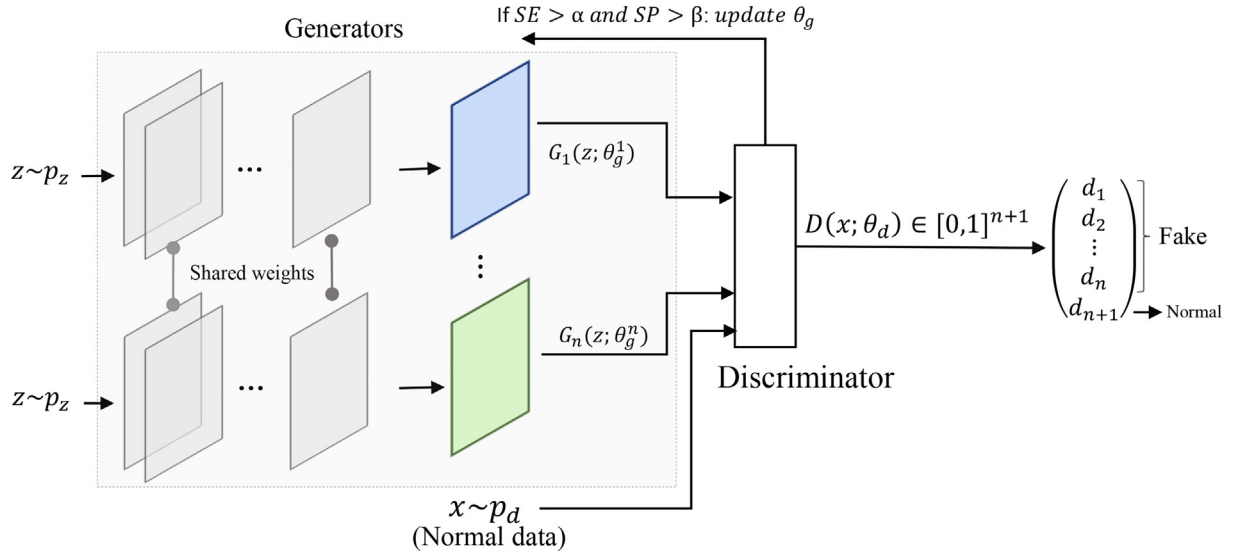 If SE > α and SP > β: update θ_g
Generators
z~p_z
...
G_1(z; θ_g^1)
Shared weights
⋮
D(x; θ_d) ∈ [0,1]^{n+1}
d_1
d_2
⋮
d_n
d_{n+1}
Fake
Normal
G_n(z; θ_g^n)
z~p_z
...
Discriminator
x~p_d
(Normal data)